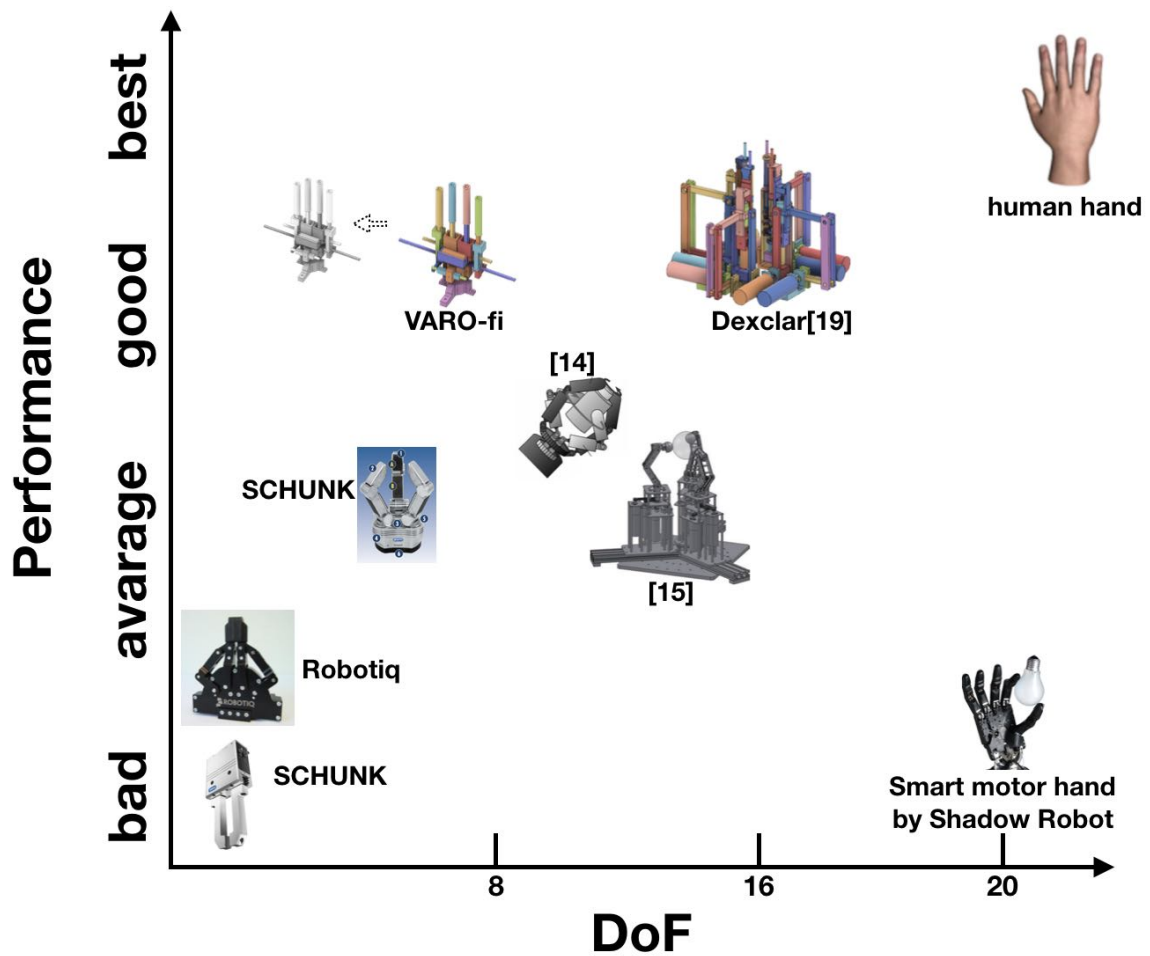 best
good
avarage
bad
Performance
human hand
VARO-fi
Dexclar[19]
[14]
SCHUNK
[15]
Robotiq
ROBOTIQ
SCHUNK
Smart motor hand
by Shadow Robot
8
16
20
DoF